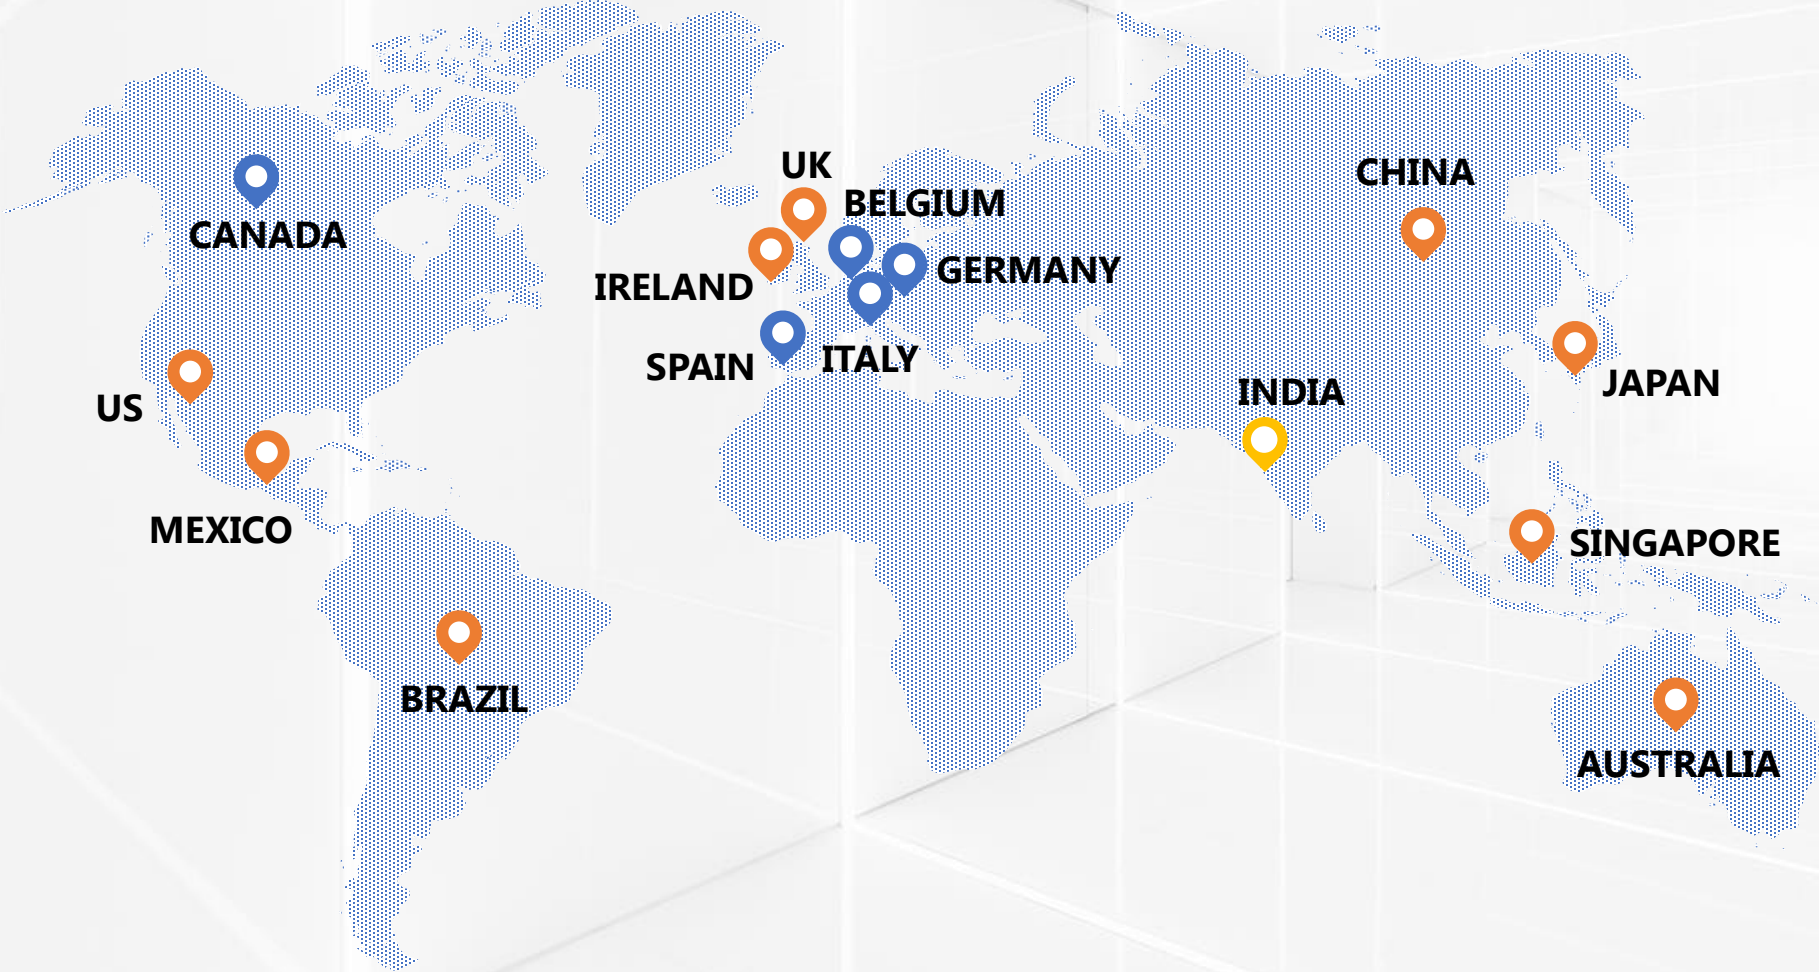 UK
CHINA
BELGIUM
CANADA
GERMANY
IRELAND
ITALY
SPAIN
JAPAN
INDIA
US
MEXICO
SINGAPORE
BRAZIL
AUSTRALIA